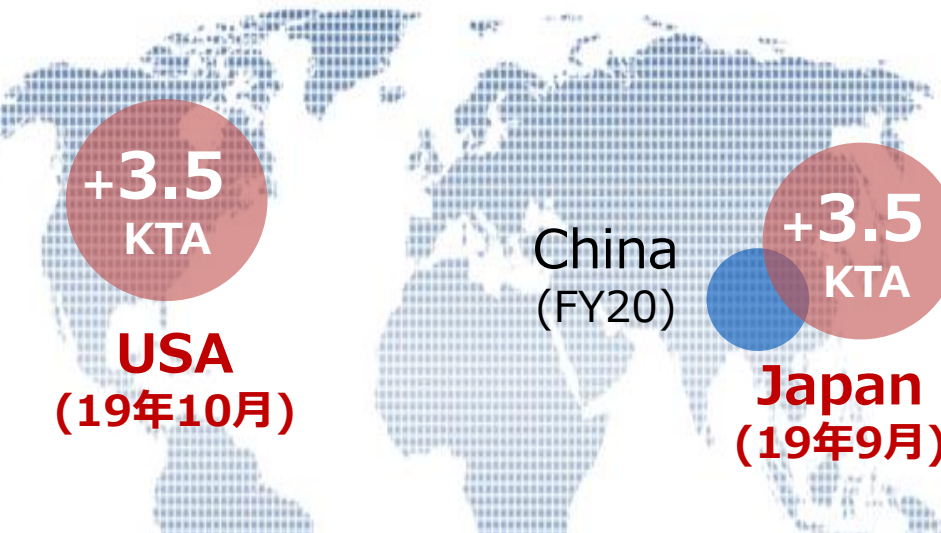 +3.5
KTA
USA
(19年10月)
China
(FY20)
+3.5
KTA
Japan
(19年9月)